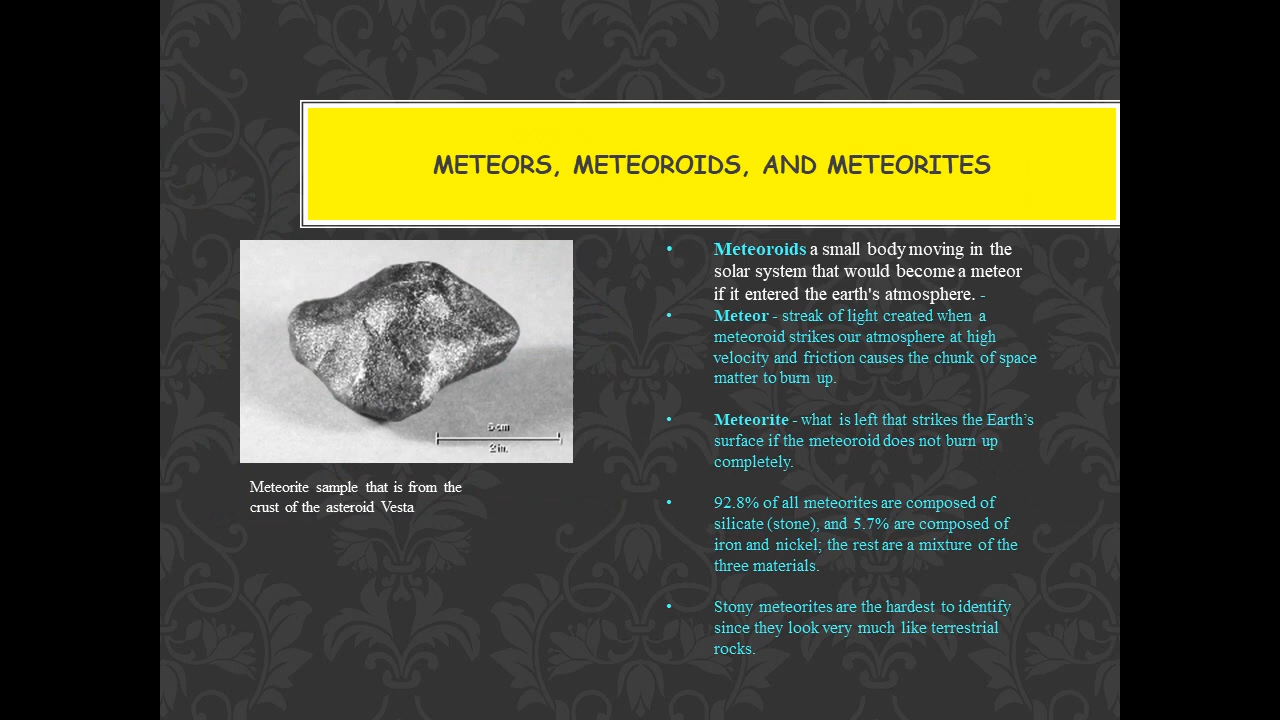 METEORS, METEOROIDS, AND METEORITES
5 cm
2 in.
Meteorite sample that is from the
crust of the asteroid Vesta
• Meteoroids a small body moving in the
solar system that would become a meteor
if it entered the earth's atmosphere. -
• Meteor - streak of light created when a
meteoroid strikes our atmosphere at high
velocity and friction causes the chunk of space
matter to burn up.
• Meteorite - what is left that strikes the Earth’s
surface if the meteoroid does not burn up
completely.
• 92.8% of all meteorites are composed of
silicate (stone), and 5.7% are composed of
iron and nickel; the rest are a mixture of the
three materials.
• Stony meteorites are the hardest to identify
since they look very much like terrestrial
rocks.